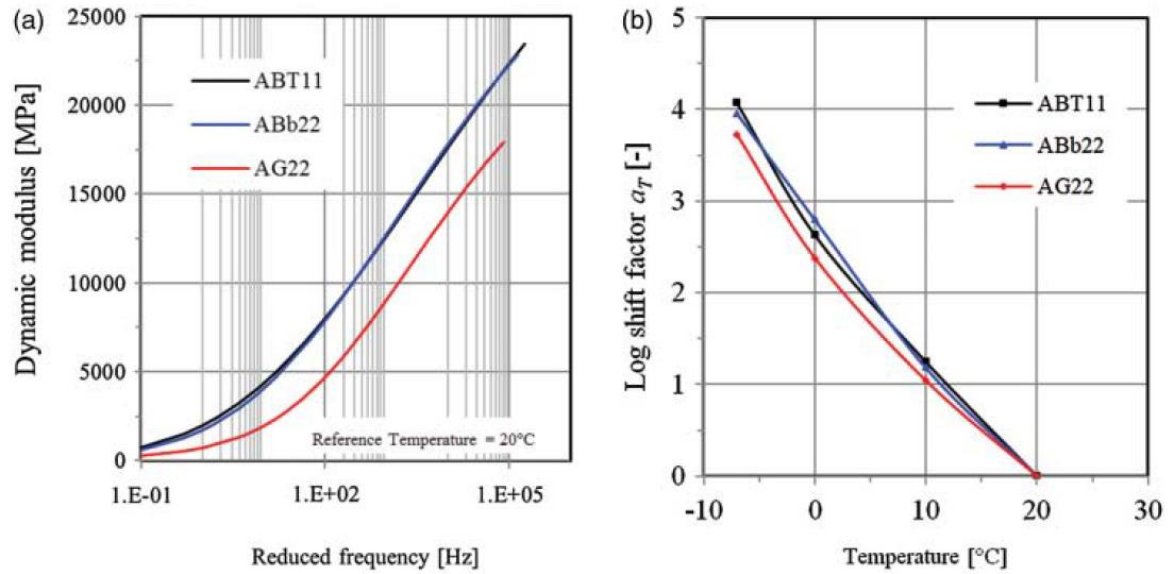 (a)
25000
20000
15000
10000
5000
0
Dynamic modulus [MPa]
ABT11
ABb22
AG22
Reference Temperature = 20°C
1.E-01
1.E+02
1.E+05
Reduced frequency [Hz]
(b)
5
4
3
2
1
0
Log shift factor a_T [-]
ABT11
ABb22
AG22
-10
0
10
20
30
Temperature [°C]